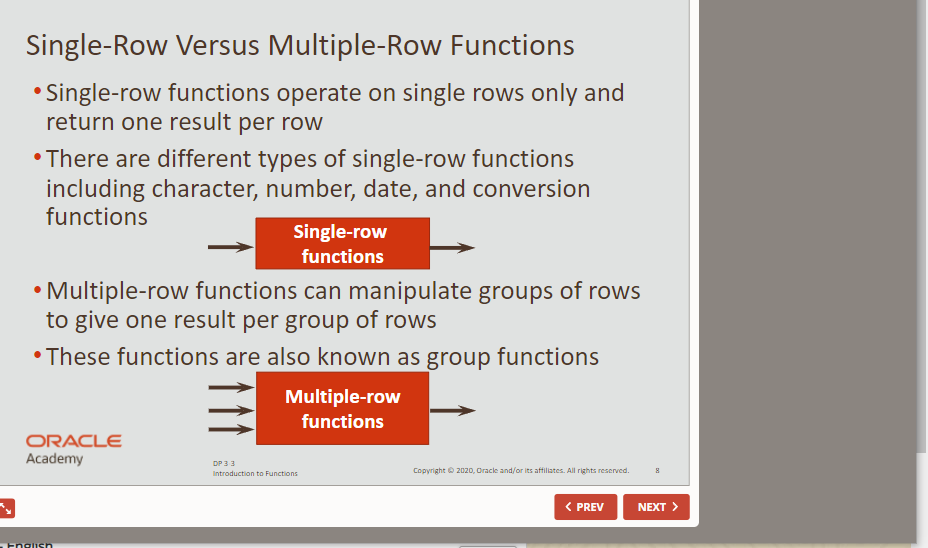 Single-Row Versus Multiple-Row Functions
•Single-row functions operate on single rows only and
return one result per row
•There are different types of single-row functions
including character, number, date, and conversion
functions
Single-row
functions
•Multiple-row functions can manipulate groups of rows
to give one result per group of rows
•These functions are also known as group functions
Multiple-row
functions
ORACLE
Academy
DP 3-3
Introduction to Functions
Copyright © 2020, Oracle and/or its affiliates. All rights reserved.
8
PREV
NEXT
English